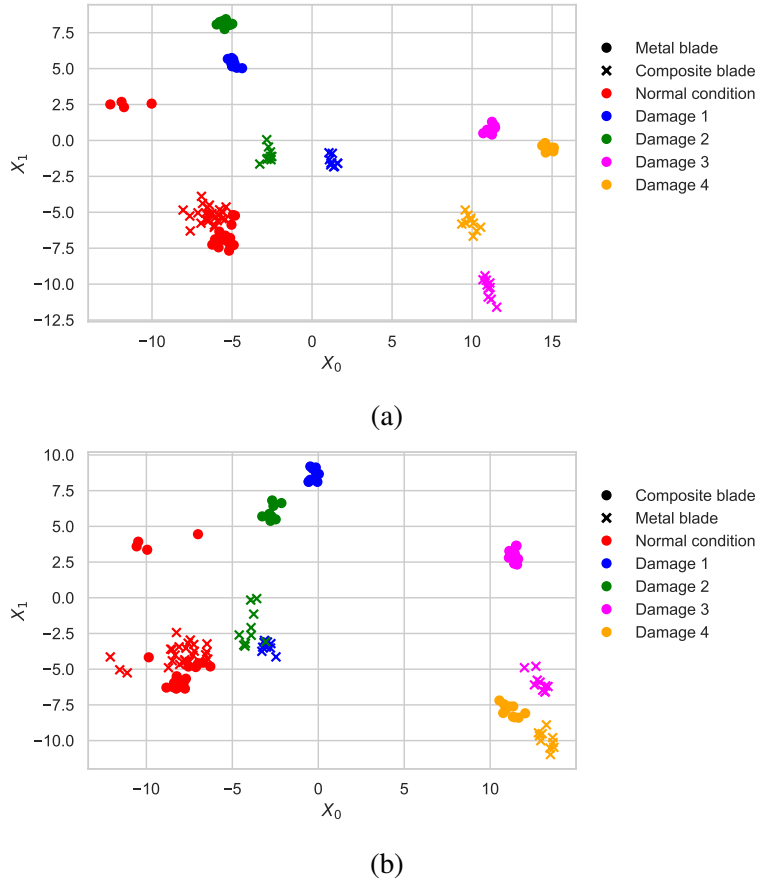 7.5
5.0
2.5
0.0
−2.5
−5.0
−7.5
−10.0
−12.5
X1
−10 −5 0 5 10 15
X0
Metal blade
Composite blade
Normal condition
Damage 1
Damage 2
Damage 3
Damage 4
(a)
10.0
7.5
5.0
2.5
0.0
−2.5
−5.0
−7.5
−10.0
X1
−10 −5 0 5 10
X0
Composite blade
Metal blade
Normal condition
Damage 1
Damage 2
Damage 3
Damage 4
(b)